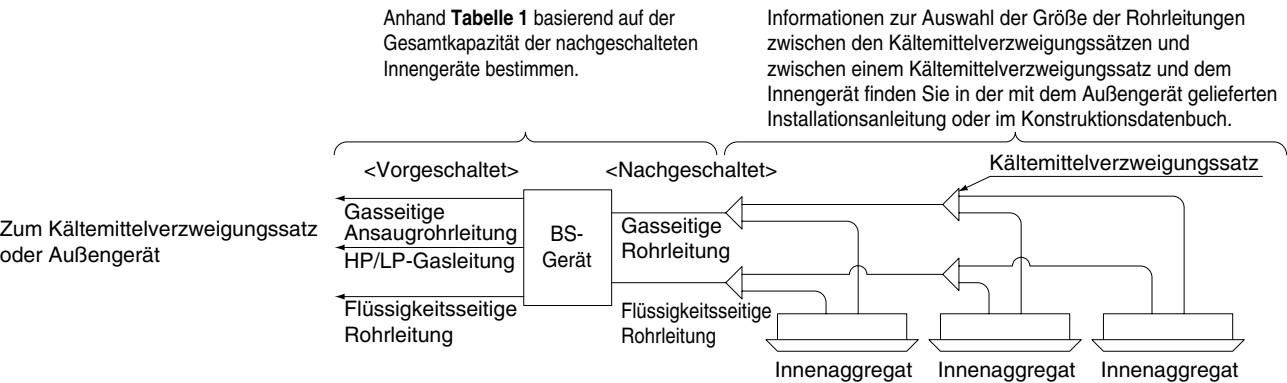 Anhand Tabelle 1 basierend auf der
Gesamtkapazität der nachgeschalteten
Innengeräte bestimmen.
Informationen zur Auswahl der Größe der Rohrleitungen
zwischen den Kältemittelverzweigungssätzen und
zwischen einem Kältemittelverzweigungssatz und dem
Innengerät finden Sie in der mit dem Außengerät gelieferten
Installationsanleitung oder im Konstruktionsdatenbuch.
<Vorgeschaltet>
<Nachgeschaltet>
Kältemittelverzweigungssatz
Zum Kältemittelverzweigungssatz
oder Außengerät
Gasseitige
Ansaugrohrleitung
HP/LP-Gasleitung
Flüssigkeitsseitige
Rohrleitung
BS-
Gerät
Gasseitige
Rohrleitung
Flüssigkeitsseitige
Rohrleitung
Innenaggregat
Innenaggregat
Innenaggregat